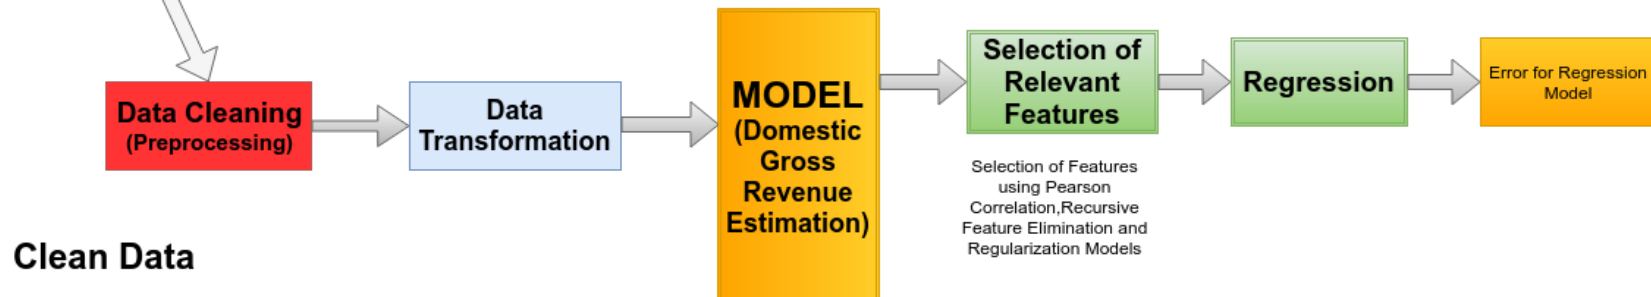 Data Cleaning
(Preprocessing)
Data
Transformation
MODEL
(Domestic
Gross
Revenue
Estimation)
Selection of
Relevant
Features
Selection of Features
using Pearson
Correlation,Recursive
Feature Elimination and
Regularization Models
Regression
Error for Regression
Model
Clean Data